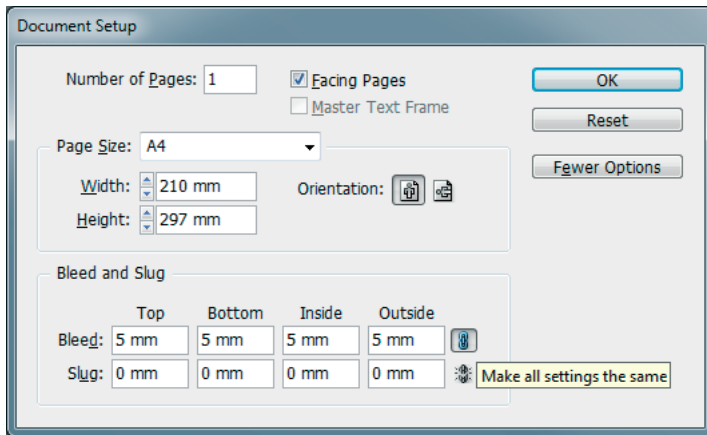 Document Setup
Number of Pages: 1
Facing Pages
OK
Master Text Frame
Reset
Page Size: A4
Fewer Options
Width: 210 mm
Orientation:
Height: 297 mm
Bleed and Slug
Top Bottom Inside Outside
Bleed: 5 mm 5 mm 5 mm 5 mm
Slug: 0 mm 0 mm 0 mm 0 mm
Make all settings the same